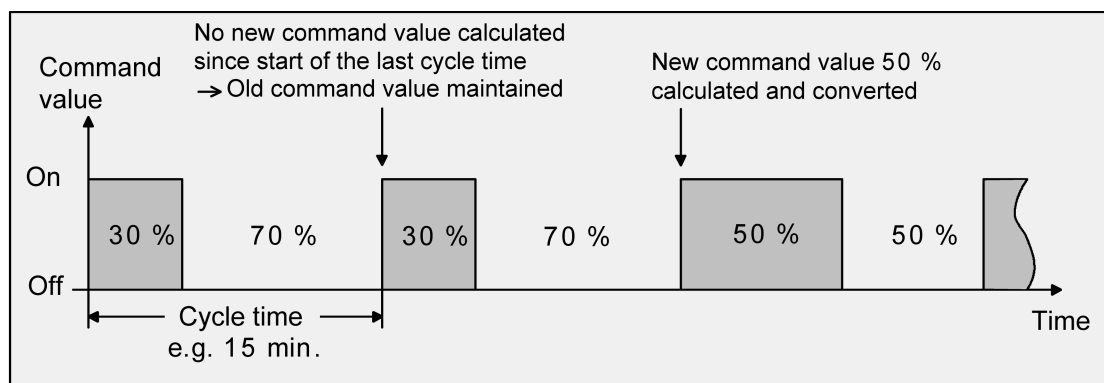 No new command value calculated
since start of the last cycle time
→ Old command value maintained
New command value 50 %
calculated and converted
Command
value
On
30 %
70 %
30 %
70 %
50 %
50 %
Off
Cycle time
e.g. 15 min.
Time